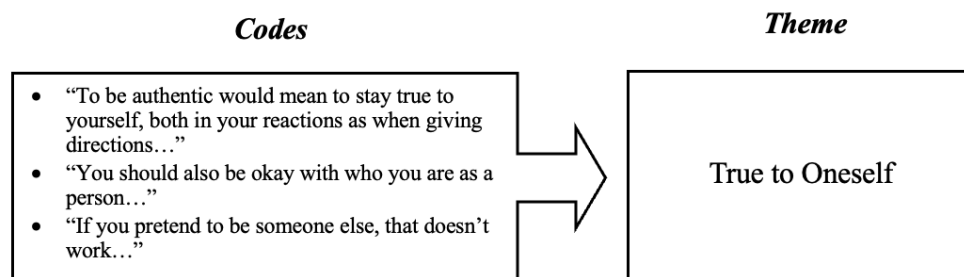 Codes
Theme
• “To be authentic would mean to stay true to
yourself, both in your reactions as when giving
directions…”
• “You should also be okay with who you are as a
person…”
• “If you pretend to be someone else, that doesn’t
work…”
True to Oneself